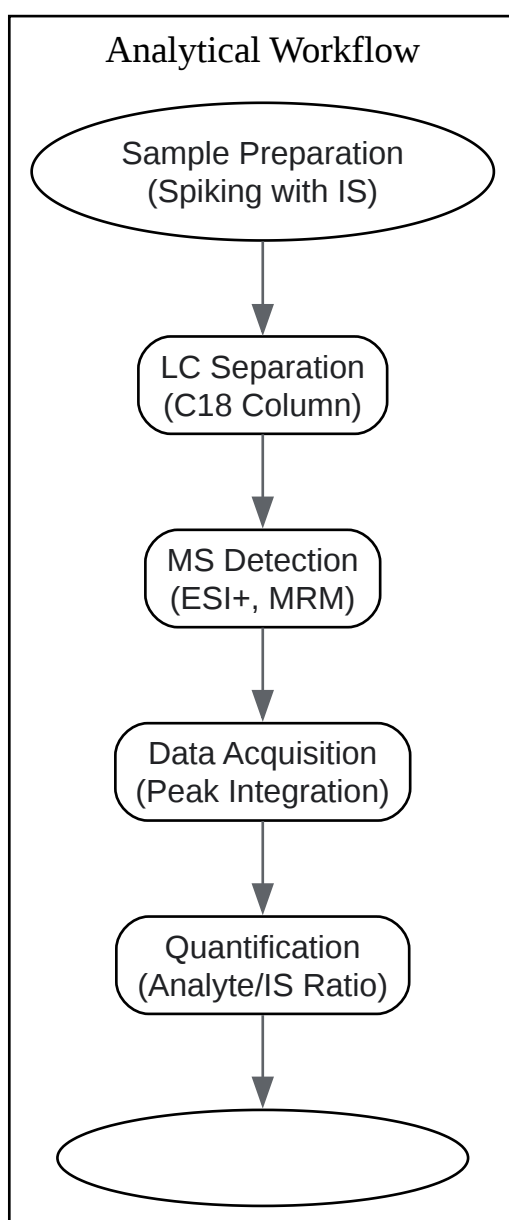 Analytical Workflow
Sample Preparation
(Spiking with IS)
LC Separation
(C18 Column)
MS Detection
(ESI+, MRM)
Data Acquisition
(Peak Integration)
Quantification
(Analyte/IS Ratio)